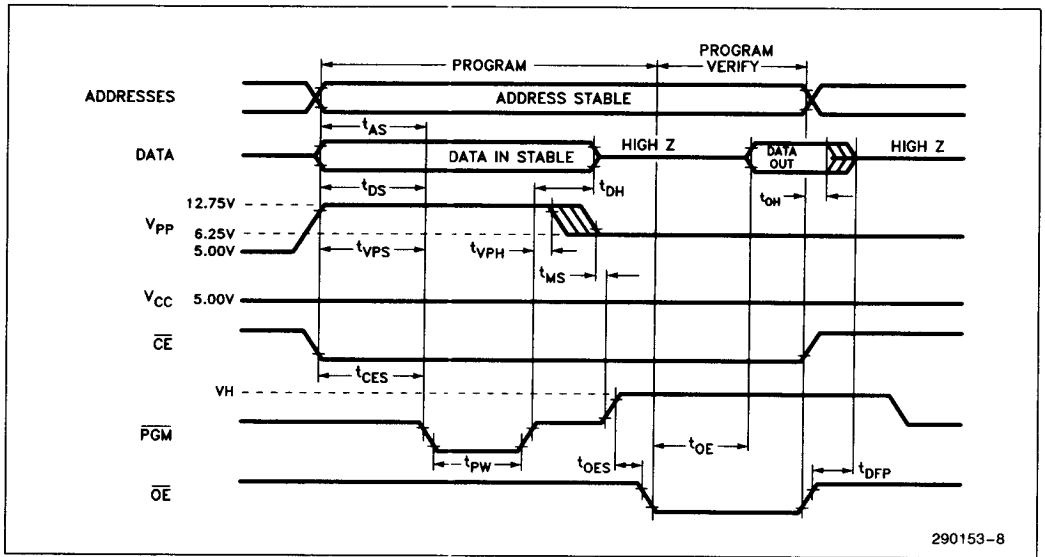 PROGRAM
PROGRAM
VERIFY
ADDRESSES
ADDRESS STABLE
tAS
DATA
DATA IN STABLE
HIGH Z
DATA
OUT
HIGH Z
tDS
tDH
tOH
12.75V
VPP
6.25V
5.00V
tVPS
tVPH
tMS
VCC 5.00V
CE
tCES
VH
PGM
tPW
tOES
tOE
tDFP
OE
290153-8